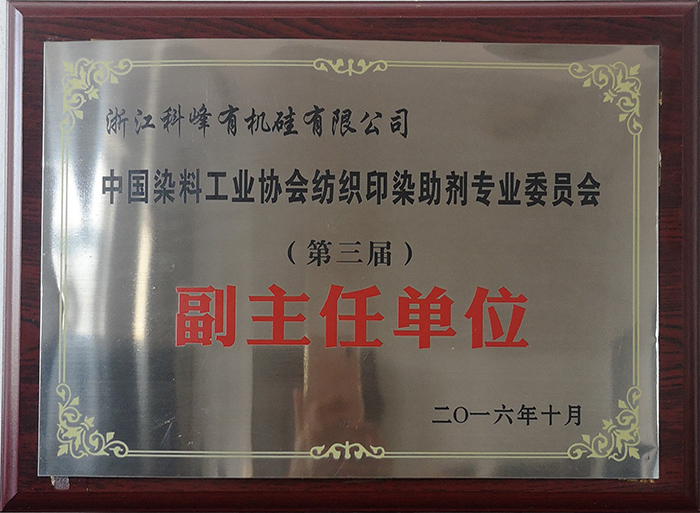 浙江科峰有机硅有限公司
中国染料工业协会纺织印染助剂专业委员会
（第三届）
副主任单位
二〇一六年十月